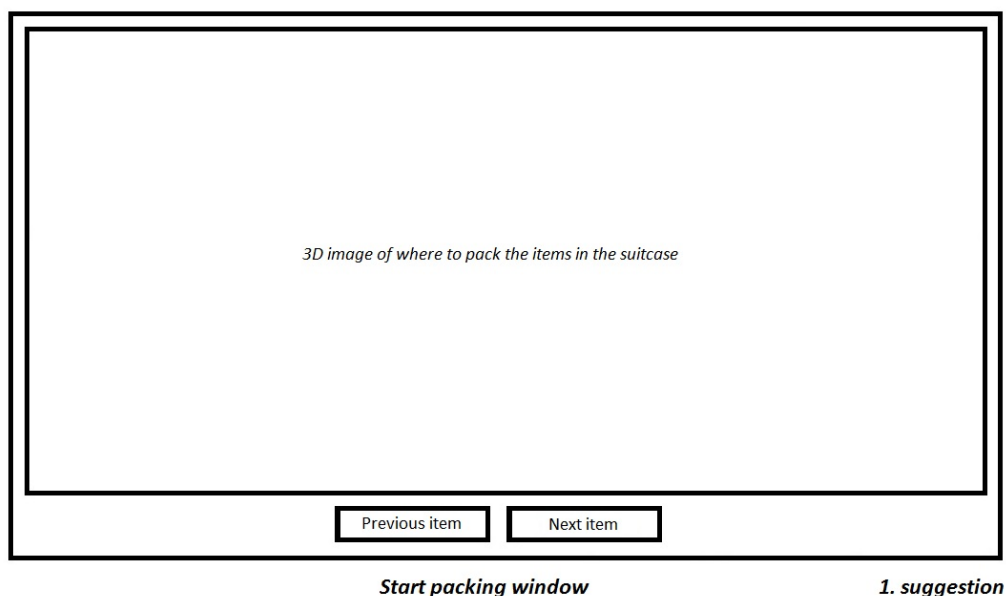 3D image of where to pack the items in the suitcase
Previous item Next item
Start packing window 1. suggestion